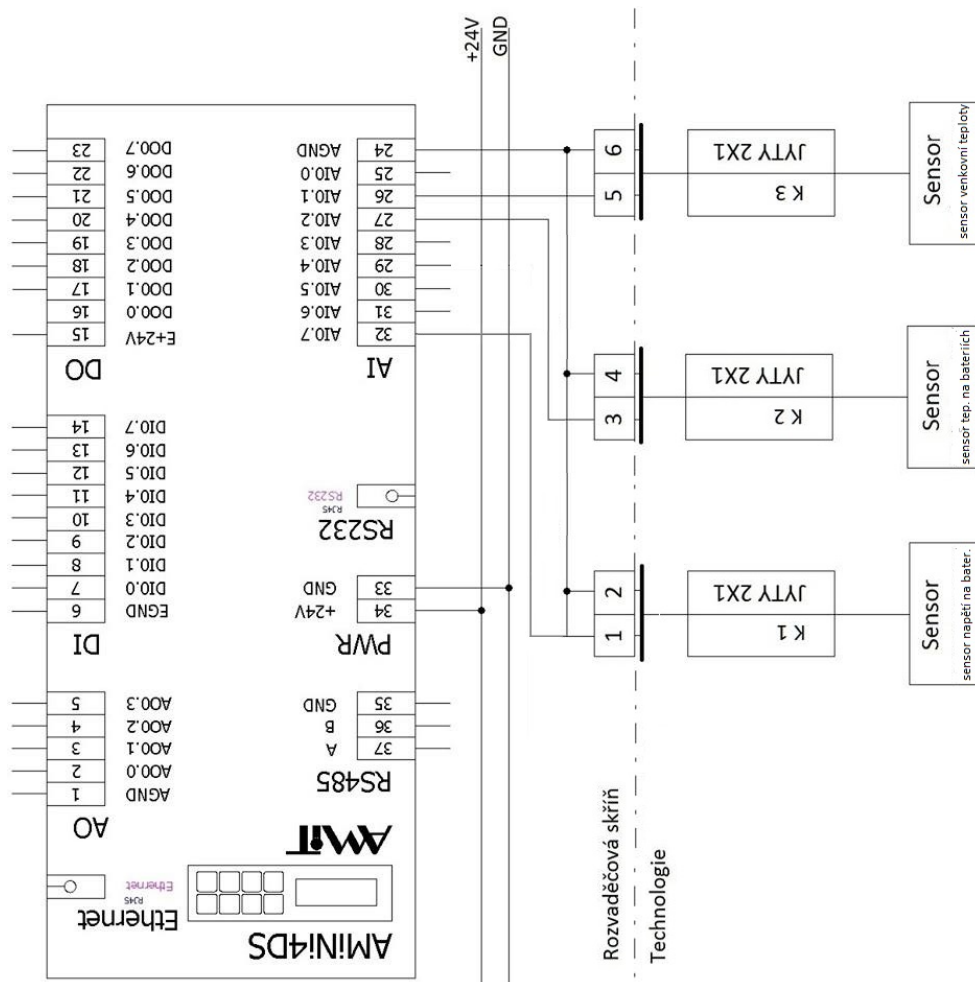 +24V
GND
23 DO0.7
22 DO0.6
21 DO0.5
20 DO0.4
19 DO0.3
18 DO0.2
17 DO0.1
16 DO0.0
15 E+24V
DO
AGND 24
AI0.0 25
AI0.1 26
AI0.2 27
AI0.3 28
AI0.4 29
AI0.5 30
AI0.6 31
AI0.7 32
AI
14 DI0.7
13 DI0.6
12 DI0.5
11 DI0.4
10 DI0.3
9 DI0.2
8 DI0.1
7 DI0.0
6 EGND
DI
RS232
RJ45
RS232
GND 33
+24V 34
PWR
5 AO0.3
4 AO0.2
3 AO0.1
2 AO0.0
1 AGND
AO
GND 35
B 36
A 37
RS485
AMiT
Ethernet
RJ45
Ethernet
AMiNi4DS
6
5
JYTY 2X1
K 3
Sensor
sensor venkovní teploty
4
3
JYTY 2X1
K 2
Sensor
sensor tep. na bateriích
2
1
JYTY 2X1
K 1
Sensor
sensor napětí na bater.
Rozvaděčová skříň
Technologie